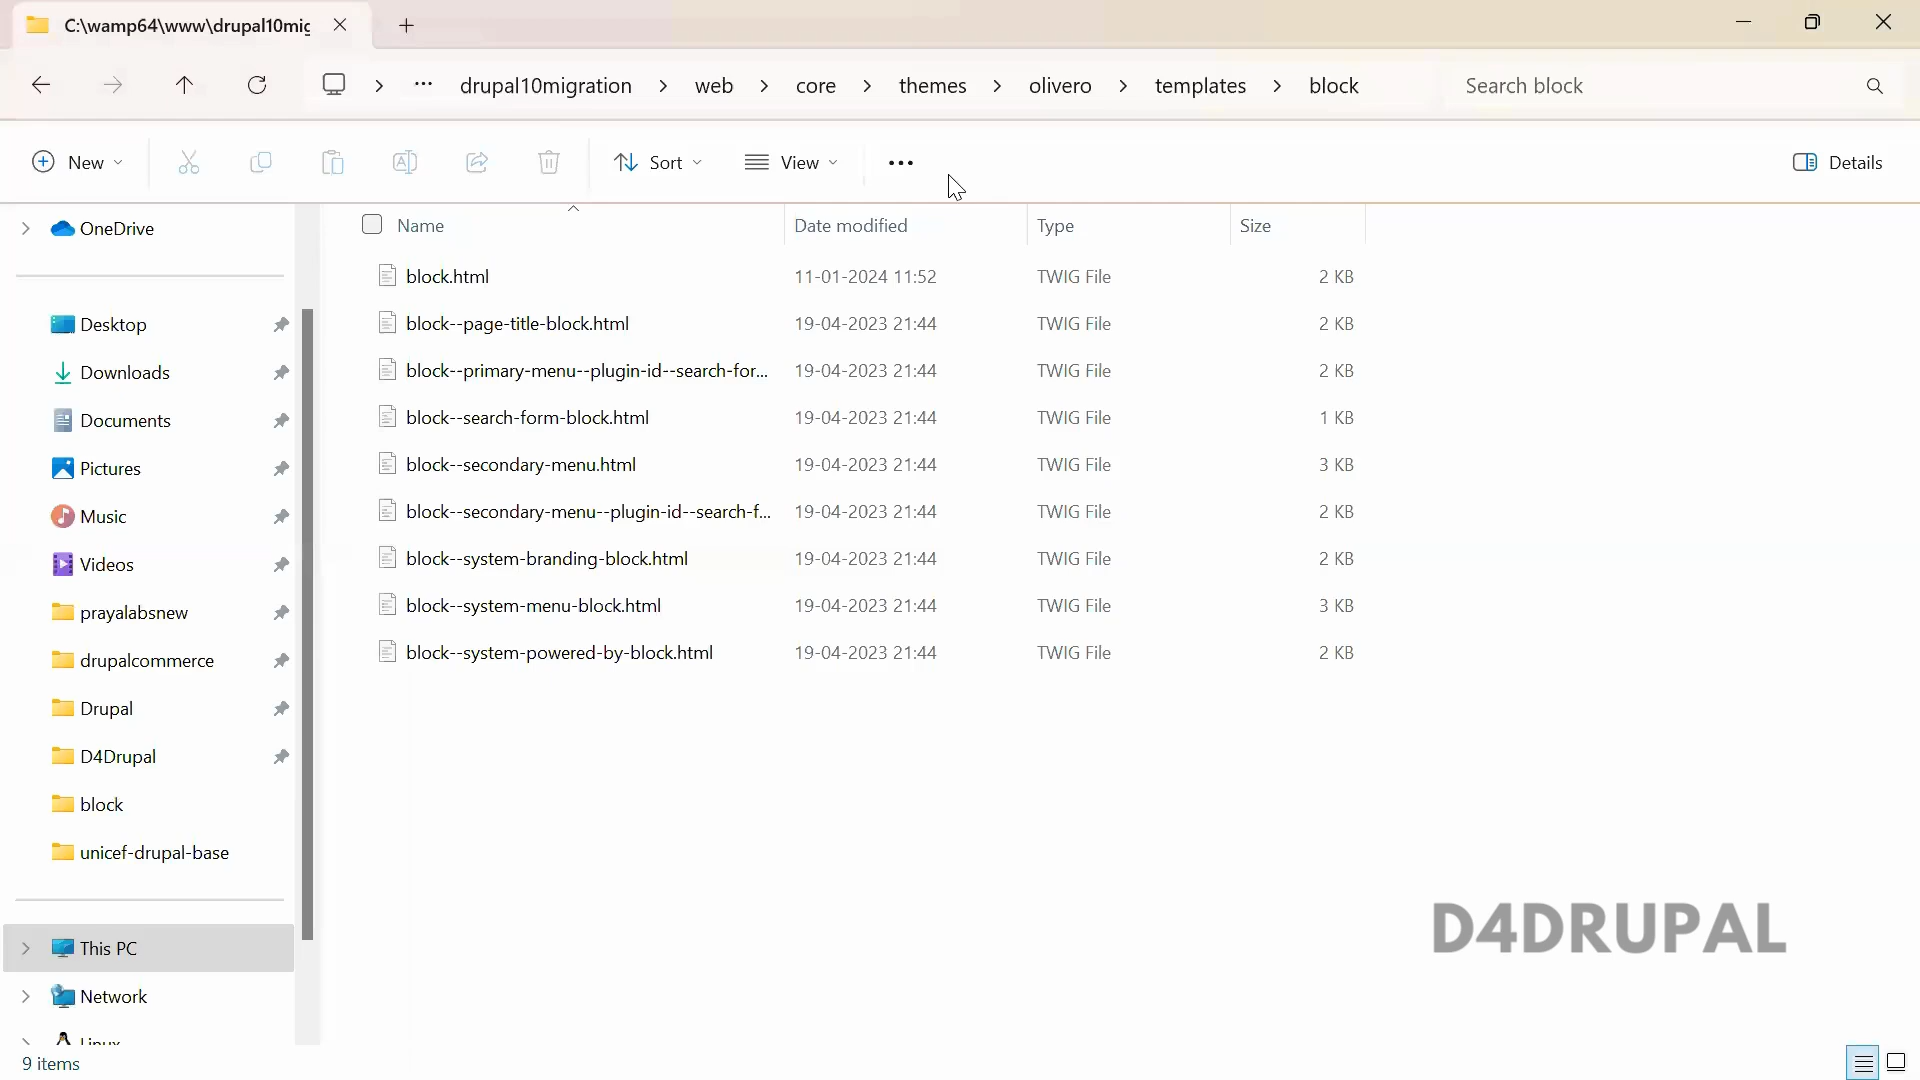 C:\wamp64\www\drupal10mig
drupal10migration > web > core > themes > olivero > templates > block
Search block
New
Sort
View
Details
OneDrive
Desktop
Downloads
Documents
Pictures
Music
Videos
prayalabsnew
drupalcommerce
Drupal
D4Drupal
block
unicef-drupal-base
This PC
Network
Linux
Name Date modified Type Size
block.html 11-01-2024 11:52 TWIG File 2 KB
block--page-title-block.html 19-04-2023 21:44 TWIG File 2 KB
block--primary-menu--plugin-id--search-for... 19-04-2023 21:44 TWIG File 2 KB
block--search-form-block.html 19-04-2023 21:44 TWIG File 1 KB
block--secondary-menu.html 19-04-2023 21:44 TWIG File 3 KB
block--secondary-menu--plugin-id--search-f... 19-04-2023 21:44 TWIG File 2 KB
block--system-branding-block.html 19-04-2023 21:44 TWIG File 2 KB
block--system-menu-block.html 19-04-2023 21:44 TWIG File 3 KB
block--system-powered-by-block.html 19-04-2023 21:44 TWIG File 2 KB
D4DRUPAL
9 items